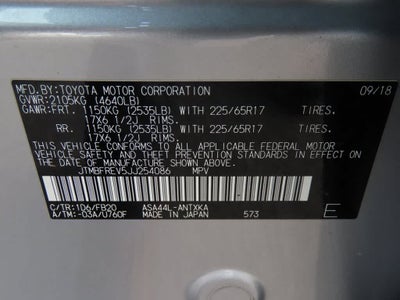 MFD.BY:TOYOTA MOTOR CORPORATION 09/18
GVWR:2105KG (4640LB)
GAWR:FRT. 1150KG (2535LB) WITH 225/65R17 TIRES.
17X6 1/2J RIMS.
RR. 1150KG (2535LB) WITH 225/65R17 TIRES.
17X6 1/2J RIMS.
THIS VEHICLE CONFORMS TO ALL APPLICABLE FEDERAL MOTOR
VEHICLE SAFETY, BUMPER, AND THEFT PREVENTION STANDARDS IN EFFECT ON
THE DATE OF MANUFACTURE SHOWN ABOVE.
JTMBFREV5JJ254086 MPV
C/TR:1D6/FB20 ASA44L-ANTXKA
A/TM:-03A/U760F MADE IN JAPAN 573 E